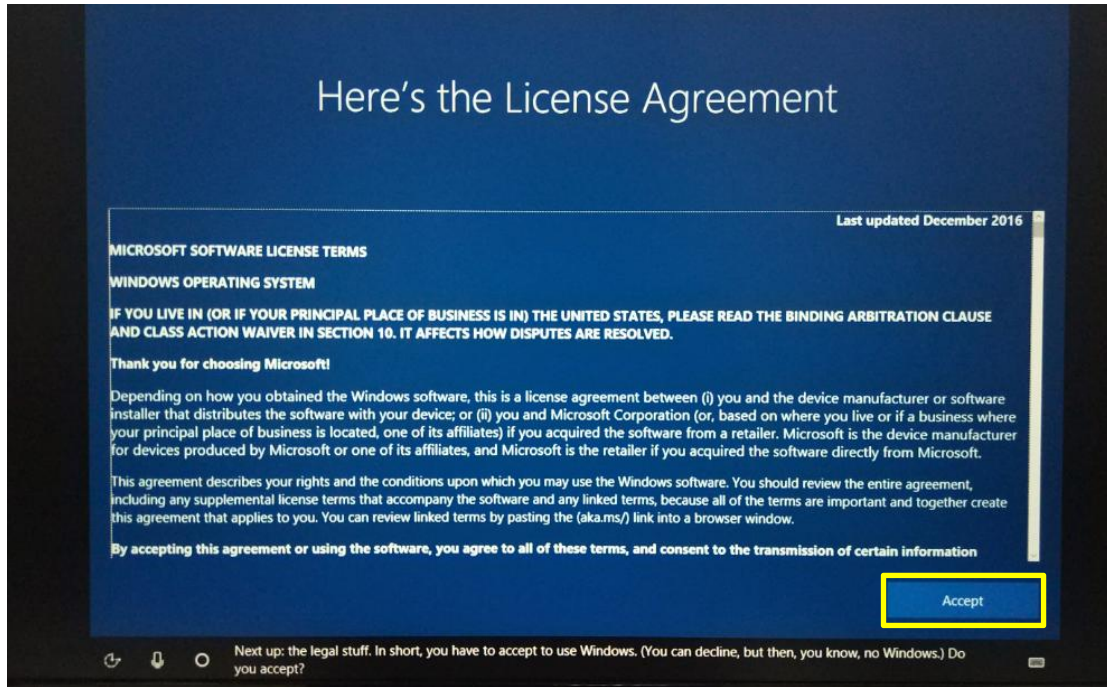 Here's the License Agreement
Last updated December 2016
MICROSOFT SOFTWARE LICENSE TERMS
WINDOWS OPERATING SYSTEM
IF YOU LIVE IN (OR IF YOUR PRINCIPAL PLACE OF BUSINESS IS IN) THE UNITED STATES, PLEASE READ THE BINDING ARBITRATION CLAUSE
AND CLASS ACTION WAIVER IN SECTION 10. IT AFFECTS HOW DISPUTES ARE RESOLVED.
Thank you for choosing Microsoft!
Depending on how you obtained the Windows software, this is a license agreement between (i) you and the device manufacturer or software
installer that distributes the software with your device; or (ii) you and Microsoft Corporation (or, based on where you live or if a business where
your principal place of business is located, one of its affiliates) if you acquired the software from a retailer. Microsoft is the device manufacturer
for devices produced by Microsoft or one of its affiliates, and Microsoft is the retailer if you acquired the software directly from Microsoft.
This agreement describes your rights and the conditions upon which you may use the Windows software. You should review the entire agreement,
including any supplemental license terms that accompany the software and any linked terms, because all of the terms are important and together create
this agreement that applies to you. You can review linked terms by pasting the (aka.ms/) link into a browser window.
By accepting this agreement or using the software, you agree to all of these terms, and consent to the transmission of certain information
Accept
Next up: the legal stuff. In short, you have to accept to use Windows. (You can decline, but then, you know, no Windows.) Do
you accept?